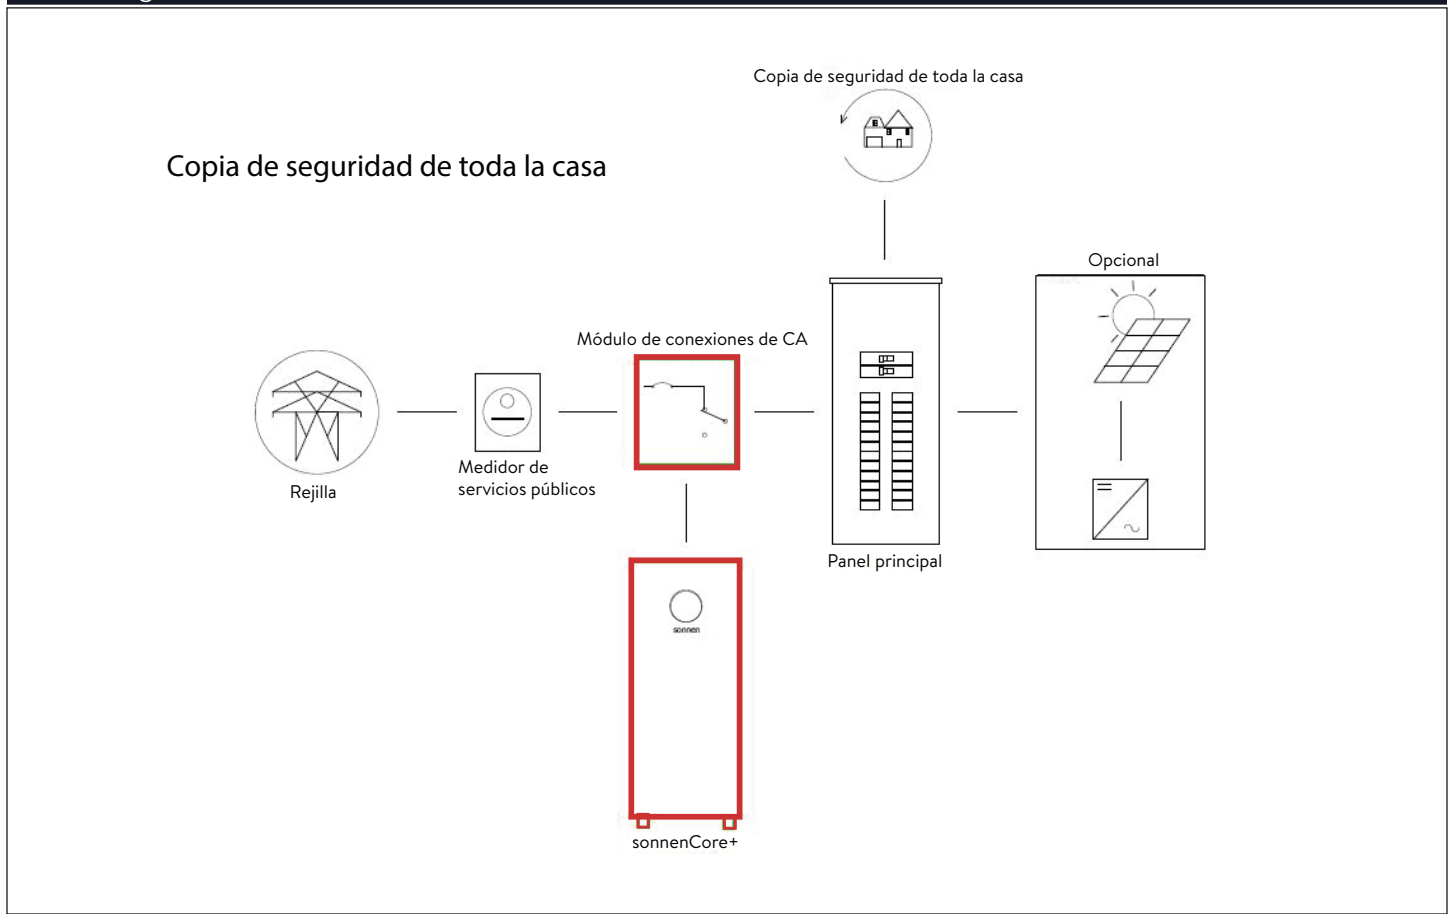 Copia de seguridad de toda la casa
Copia de seguridad de toda la casa
Opcional
Módulo de conexiones de CA
Medidor de
servicios públicos
Rejilla
Panel principal
sonnen
sonnenCore+